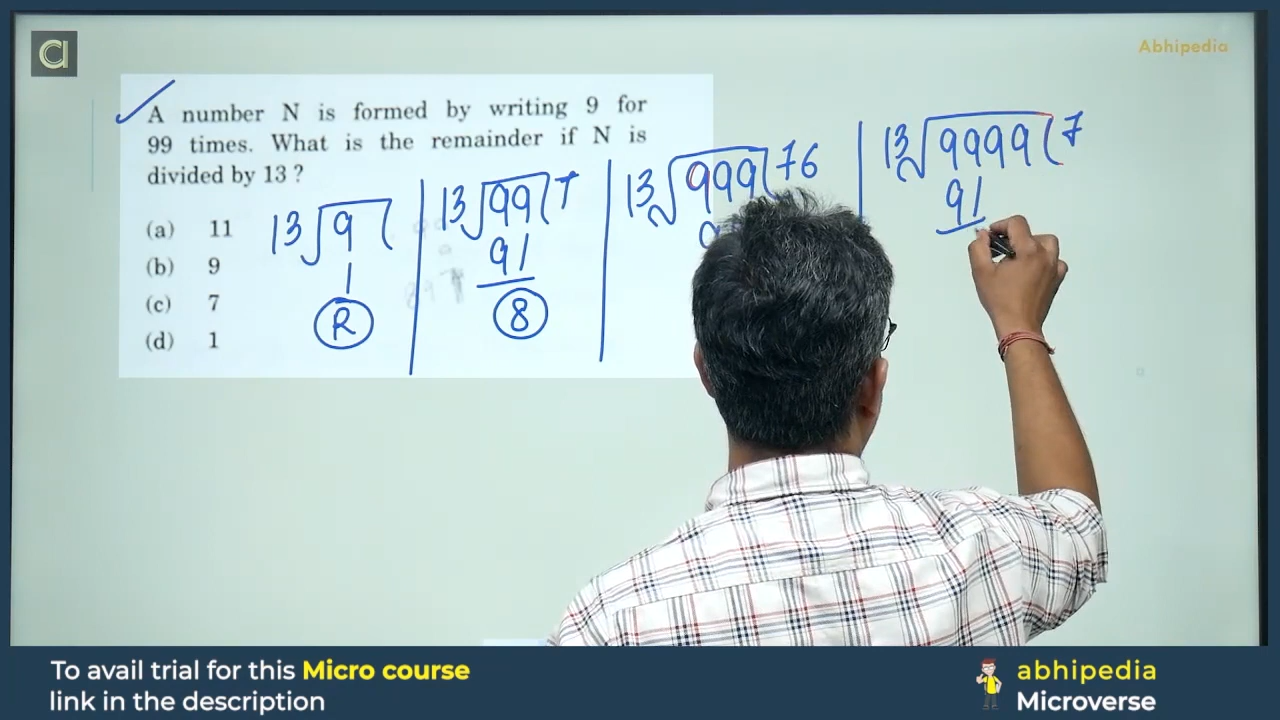 Abhipedia
A number N is formed by writing 9 for
99 times. What is the remainder if N is
divided by 13 ?
(a) 11
(b) 9
(c) 7
(d) 1
13 9
R
13 99 7
91
8
13 999 76
13 9999 7
91
To avail trial for this Micro course
link in the description
abhipedia
Microverse